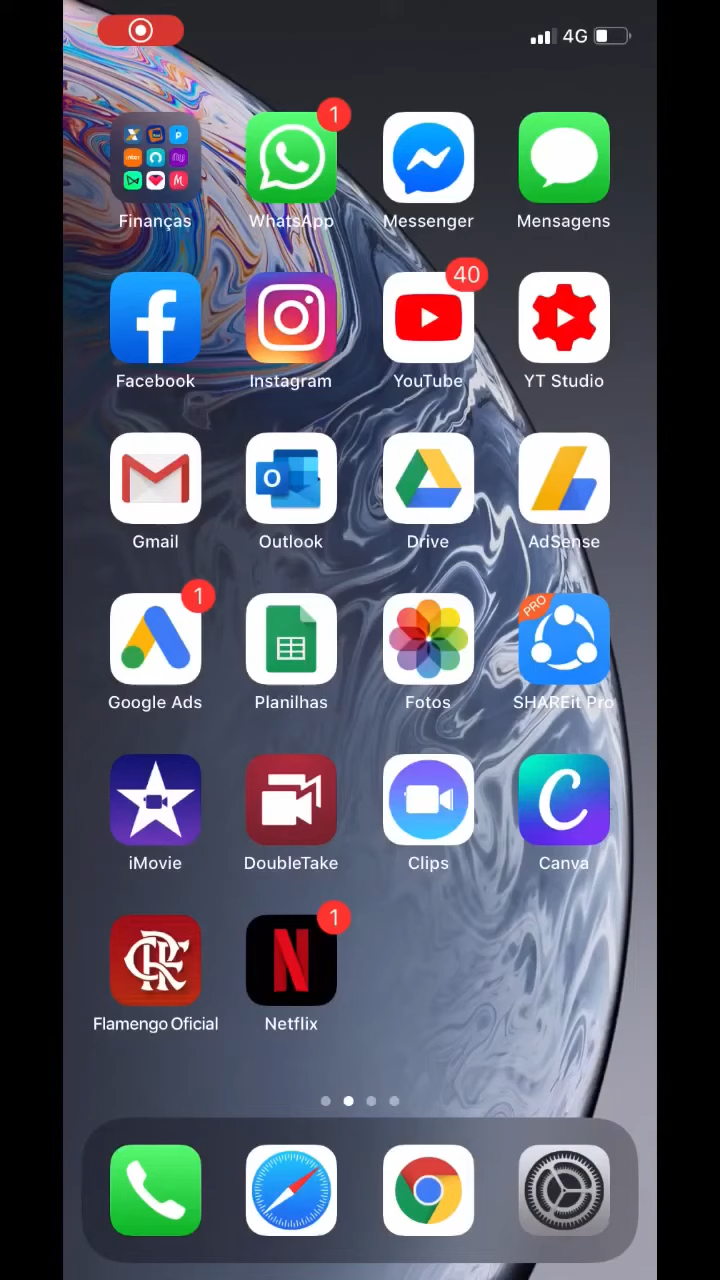 4G
1
Finanças
WhatsApp
Messenger
Mensagens
40
Facebook
Instagram
YouTube
YT Studio
Gmail
Outlook
Drive
AdSense
1
PRO
Google Ads
Planilhas
Fotos
SHAREit Pro
iMovie
DoubleTake
Clips
Canva
1
Flamengo Oficial
Netflix